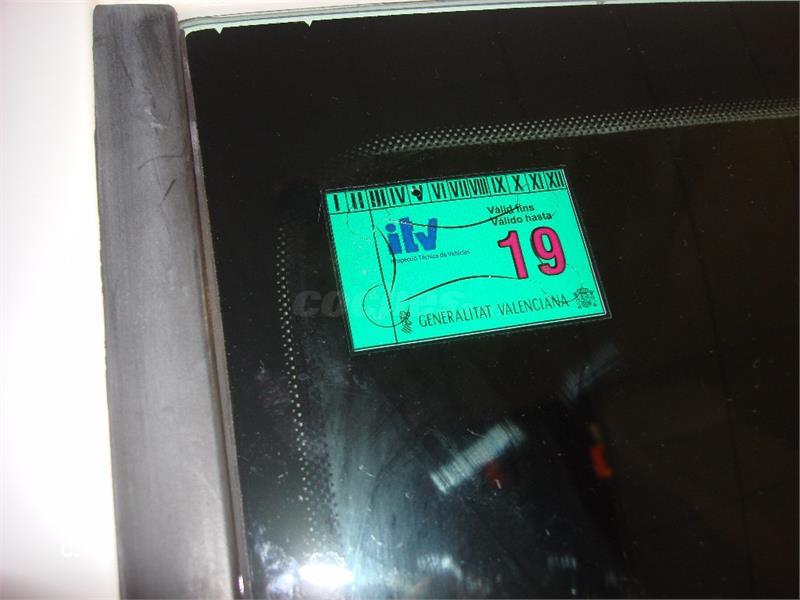 I II III IV VI VII VIII IX X XI XII
itv
Inspecció Tècnica de Vehicles
Vàlid fins
Válido hasta
19
GENERALITAT VALENCIANA
coches